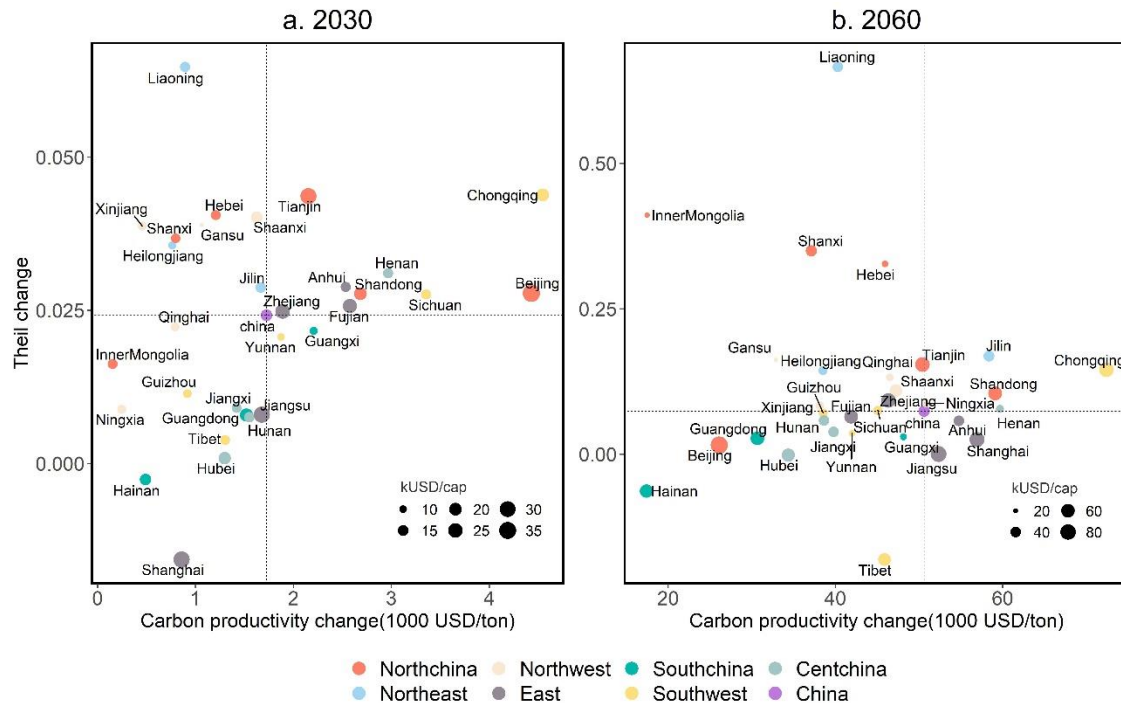 a. 2030
b. 2060
Theil change
0.050
0.025
0.000
Liaoning
Chongqing
Xinjiang
Hebei
Tianjin
Shanxi
Gansu
Shaanxi
Heilongjiang
Henan
Jilin
Anhui
Shandong
Beijing
Zhejiang
Sichuan
Qinghai
china
Fujian
Yunnan
Guangxi
InnerMongolia
Guizhou
Jiangxi
Jiangsu
Ningxia
Guangdong
Hunan
Tibet
Hubei
Hainan
Shanghai
kUSD/cap
10 20 30
15 25 35
0 1 2 3 4
Carbon productivity change(1000 USD/ton)
0.50
0.25
0.00
Liaoning
InnerMongolia
Shanxi
Hebei
Gansu
Heilongjiang
Qinghai
Tianjin
Jilin
Chongqing
Guizhou
Shaanxi
Shandong
Xinjiang
Fujian
Zhejiang
Ningxia
Guangdong
Hunan
Sichuan
china
Henan
Beijing
Hubei
Jiangxi
Yunnan
Guangxi
Anhui
Jiangsu
Shanghai
Hainan
Tibet
kUSD/cap
20 60
40 80
20 40 60
Carbon productivity change(1000 USD/ton)
Northchina Northwest Southchina Centchina
Northeast East Southwest China